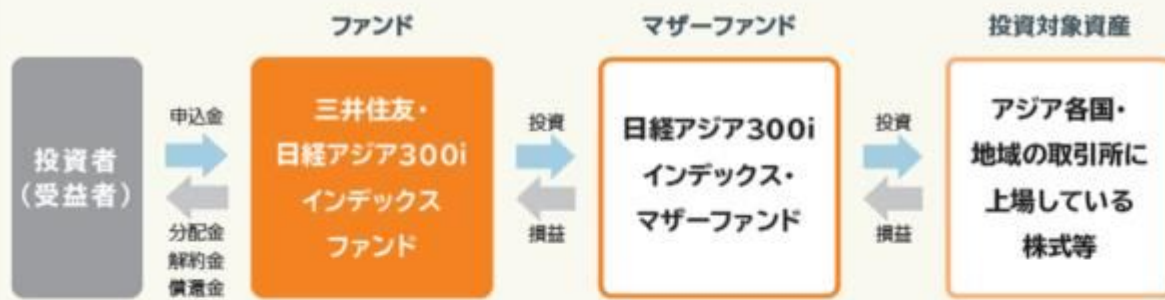 ファンド
マザーファンド
投資対象資産
投資者
(受益者)
申込金
分配金
解約金
償還金
三井住友・
日経アジア300i
インデックス
ファンド
投資
損益
日経アジア300i
インデックス・
マザーファンド
投資
損益
アジア各国・
地域の取引所に
上場している
株式等